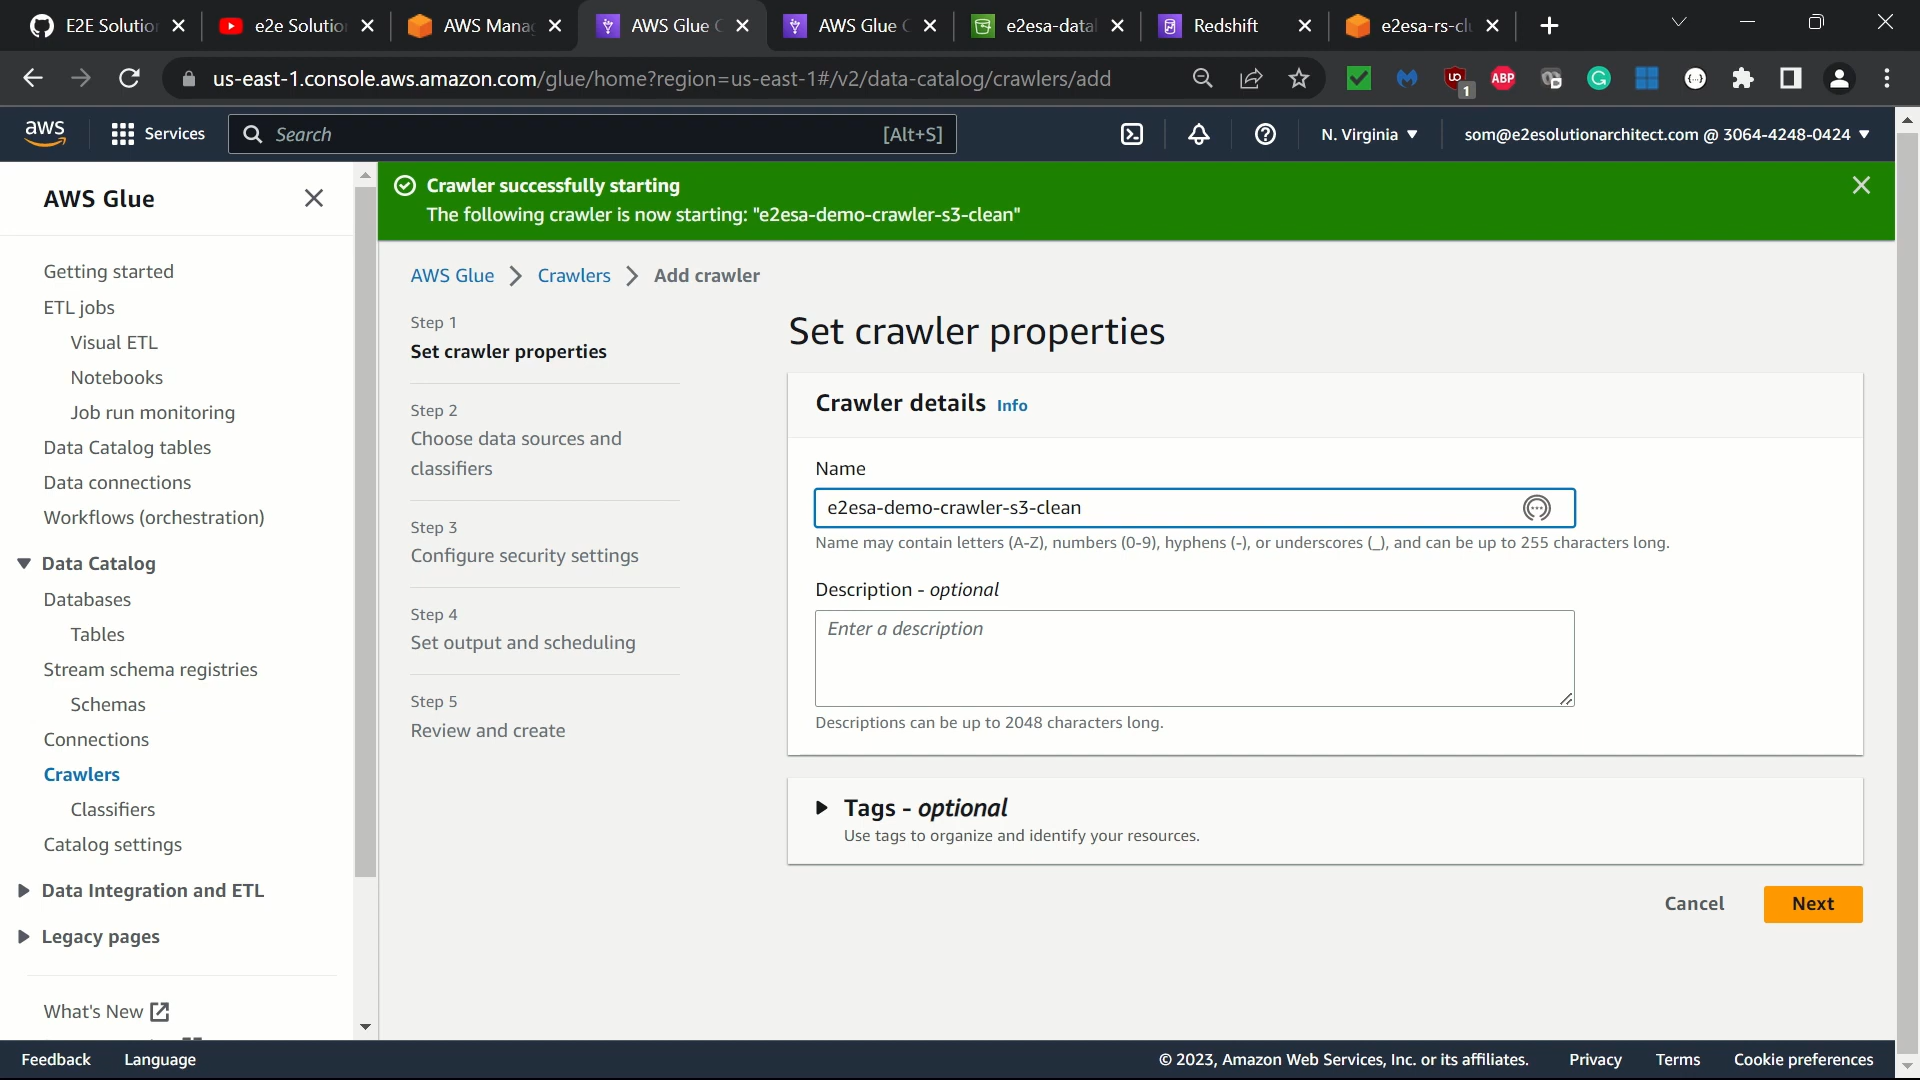 E2E Solution
e2e Solutio
AWS Mana
AWS Glue C
AWS Glue C
e2esa-datal
Redshift
e2esa-rs-clu
us-east-1.console.aws.amazon.com/glue/home?region=us-east-1#/v2/data-catalog/crawlers/add
1
ABP
aws
Services
Search
[Alt+S]
N. Virginia
som@e2esolutionarchitect.com @ 3064-4248-0424
AWS Glue
Getting started
ETL jobs
Visual ETL
Notebooks
Job run monitoring
Data Catalog tables
Data connections
Workflows (orchestration)
Data Catalog
Databases
Tables
Stream schema registries
Schemas
Connections
Crawlers
Classifiers
Catalog settings
Data Integration and ETL
Legacy pages
What's New
Crawler successfully starting
The following crawler is now starting: "e2esa-demo-crawler-s3-clean"
AWS Glue
Crawlers
Add crawler
Step 1
Set crawler properties
Step 2
Choose data sources and
classifiers
Step 3
Configure security settings
Step 4
Set output and scheduling
Step 5
Review and create
Set crawler properties
Crawler details Info
Name
e2esa-demo-crawler-s3-clean
Name may contain letters (A-Z), numbers (0-9), hyphens (-), or underscores (_), and can be up to 255 characters long.
Description - optional
Enter a description
Descriptions can be up to 2048 characters long.
Tags - optional
Use tags to organize and identify your resources.
Cancel
Next
Feedback
Language
© 2023, Amazon Web Services, Inc. or its affiliates.
Privacy
Terms
Cookie preferences